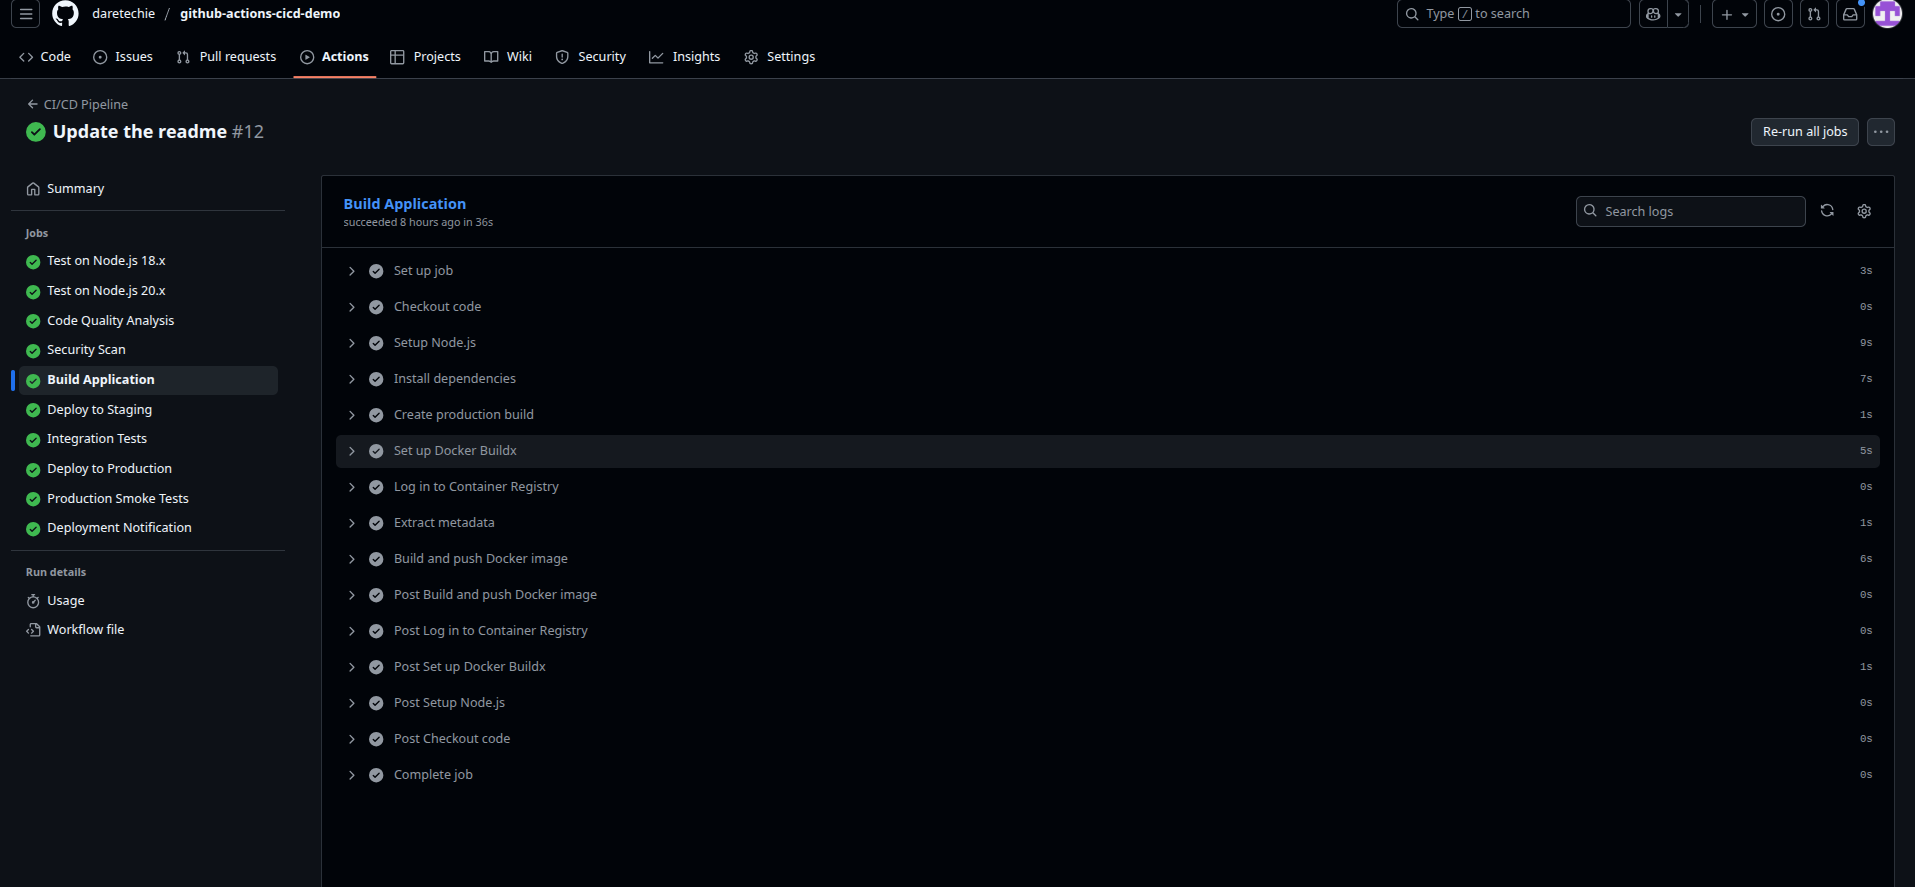 daretechie / github-actions-cicd-demo
Type / to search
Code Issues Pull requests Actions Projects Wiki Security Insights Settings
CI/CD Pipeline
Update the readme #12
Re-run all jobs
Summary
Jobs
Test on Node.js 18.x
Test on Node.js 20.x
Code Quality Analysis
Security Scan
Build Application
Deploy to Staging
Integration Tests
Deploy to Production
Production Smoke Tests
Deployment Notification
Run details
Usage
Workflow file
Build Application
succeeded 8 hours ago in 36s
Search logs
Set up job 3s
Checkout code 0s
Setup Node.js 9s
Install dependencies 7s
Create production build 1s
Set up Docker Buildx 5s
Log in to Container Registry 0s
Extract metadata 1s
Build and push Docker image 6s
Post Build and push Docker image 0s
Post Log in to Container Registry 0s
Post Set up Docker Buildx 1s
Post Setup Node.js 0s
Post Checkout code 0s
Complete job 0s